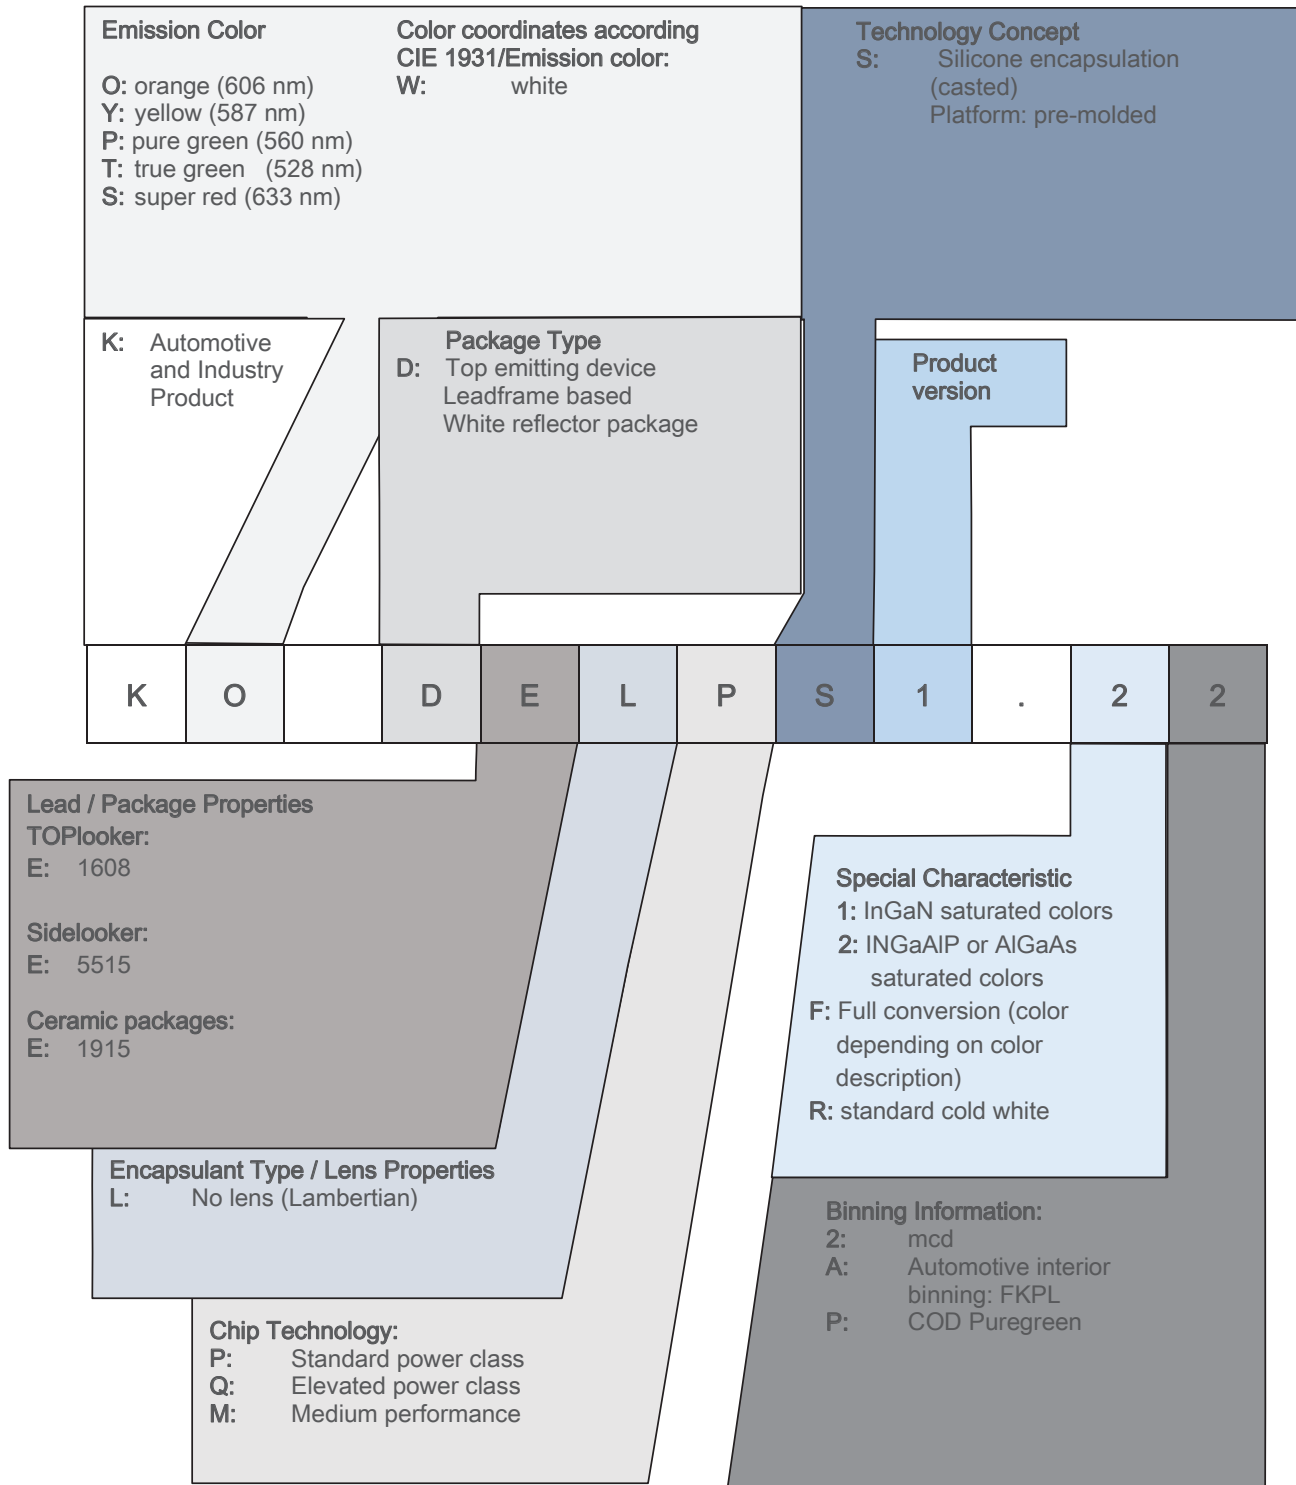 Emission Color
O: orange (606 nm)
Y: yellow (587 nm)
P: pure green (560 nm)
T: true green (528 nm)
S: super red (633 nm)
Color coordinates according
CIE 1931/Emission color:
W: white
Technology Concept
S: Silicone encapsulation
(casted)
Platform: pre-molded
K: Automotive
and Industry
Product
Package Type
D: Top emitting device
Leadframe based
White reflector package
Product
version
K O D E L P S 1 . 2 2
Lead / Package Properties
TOPlooker:
E: 1608
Sidelooker:
E: 5515
Ceramic packages:
E: 1915
Encapsulant Type / Lens Properties
L: No lens (Lambertian)
Chip Technology:
P: Standard power class
Q: Elevated power class
M: Medium performance
Special Characteristic
1: InGaN saturated colors
2: INGaAlP or AlGaAs
saturated colors
F: Full conversion (color
depending on color
description)
R: standard cold white
Binning Information:
2: mcd
A: Automotive interior
binning: FKPL
P: COD Puregreen